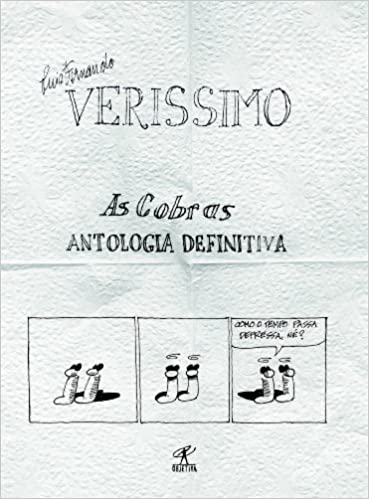 Luis Fernando
VERISSIMO
As Cobras
ANTOLOGIA DEFINITIVA
COMO O TEMPO PASSA
DEPRESSA, NÉ?
OBJETIVA